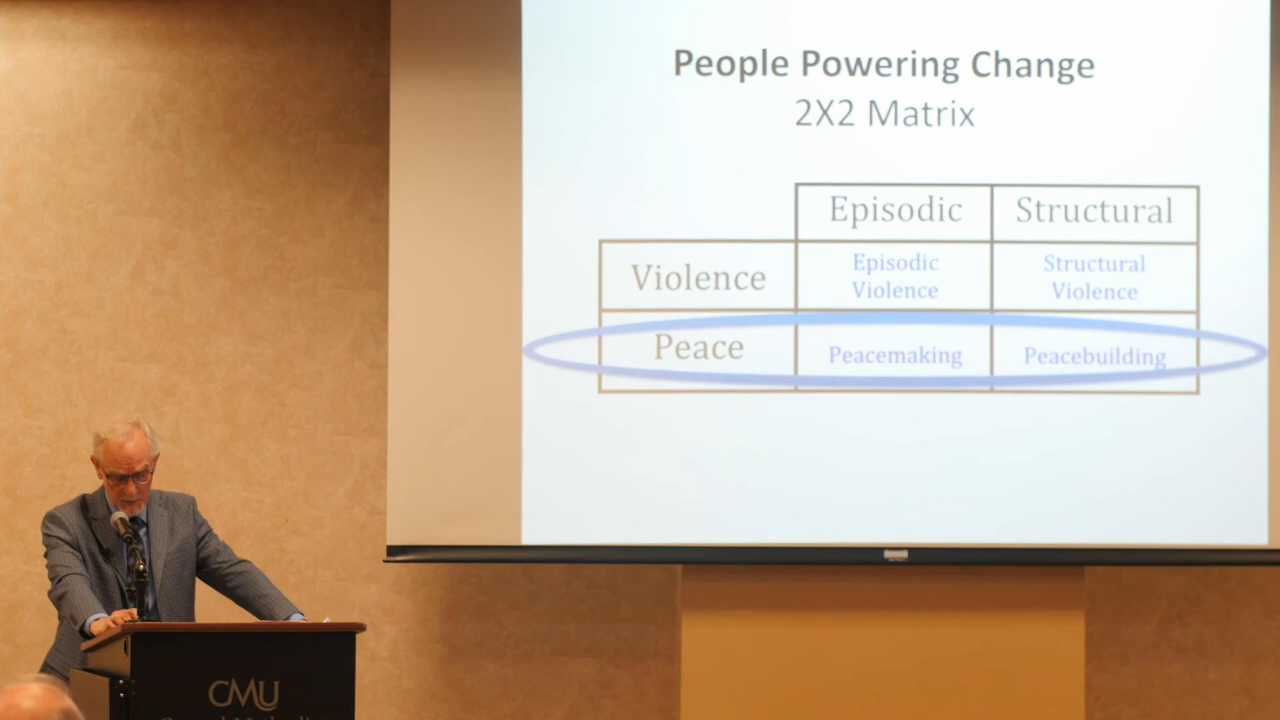 People Powering Change
2X2 Matrix
Episodic Structural
Violence Episodic Violence Structural Violence
Peace Peacemaking Peacebuilding
CMU